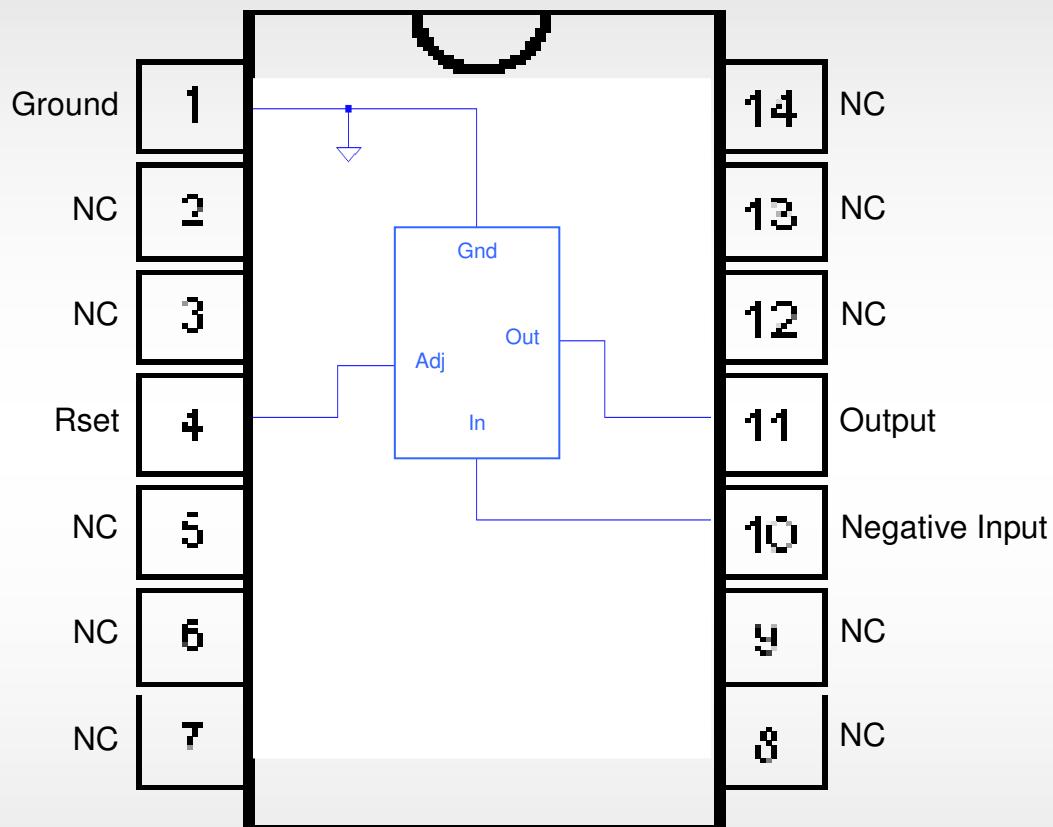 Ground 1 14 NC
NC 2 13 NC
NC 3 12 NC
Rset 4 11 Output
NC 5 10 Negative Input
NC 6 9 NC
NC 7 8 NC
Gnd
Out
Adj
In